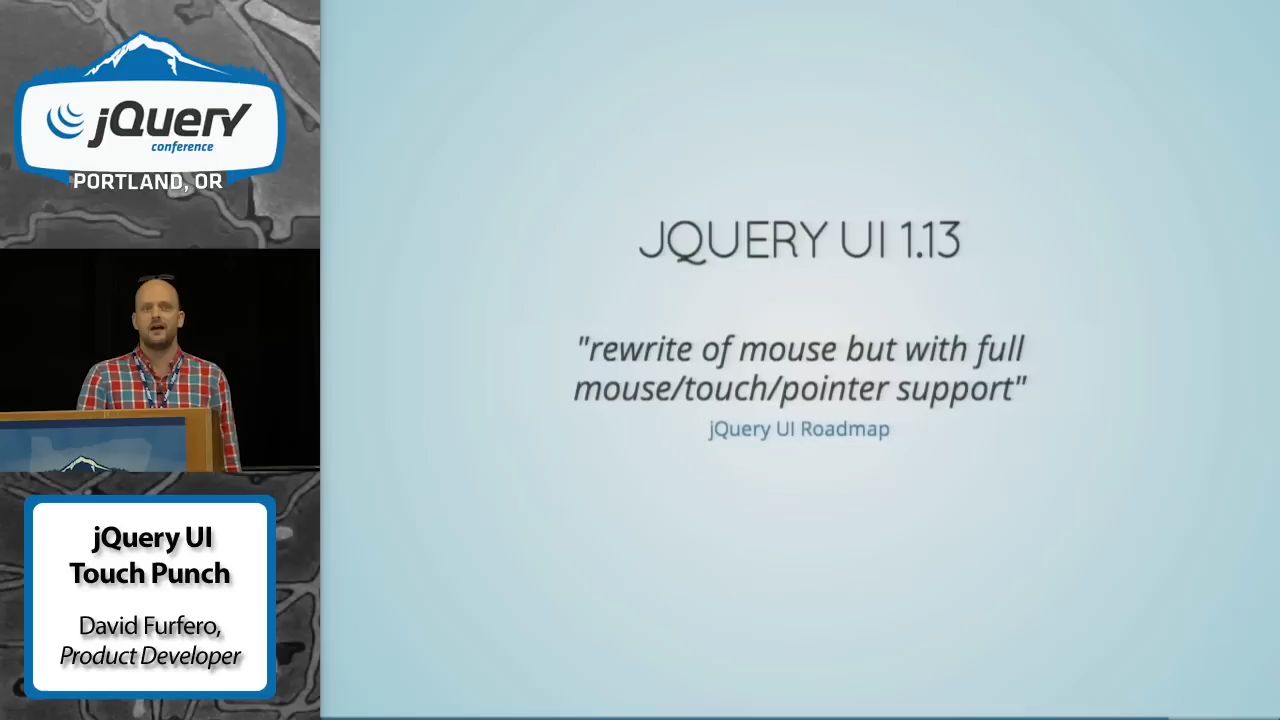 jQuery
conference
PORTLAND, OR
JQUERY UI 1.13
"rewrite of mouse but with full
mouse/touch/pointer support"
jQuery UI Roadmap
jQuery UI
Touch Punch
David Furfero,
Product Developer